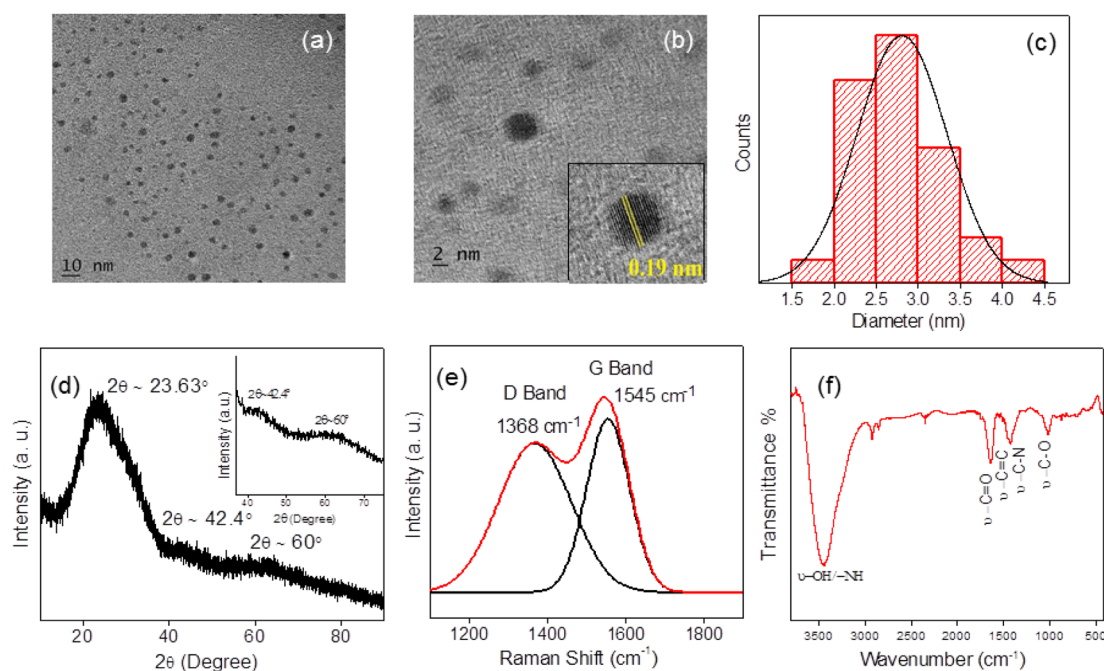 (a)
10 nm
(b)
2 nm
0.19 nm
(c)
Counts
1.5 2.0 2.5 3.0 3.5 4.0 4.5
Diameter (nm)
(d)
2θ ~ 23.63°
2θ ~ 42.4°
2θ ~ 60°
Intensity (a. u.)
20 40 60 80
2θ (Degree)
Intensity (a.u.)
2θ~42.4°
2θ~60°
40 50 60 70
2θ (Degree)
(e)
G Band
1545 cm⁻¹
D Band
1368 cm⁻¹
Intensity (a. u.)
1200 1400 1600 1800
Raman Shift (cm⁻¹)
(f)
Transmittance %
υ–OH/–NH
υ–C=O
υ–C=C
υ–C-N
υ–C-O
3500 3000 2500 2000 1500 1000 500
Wavenumber (cm⁻¹)